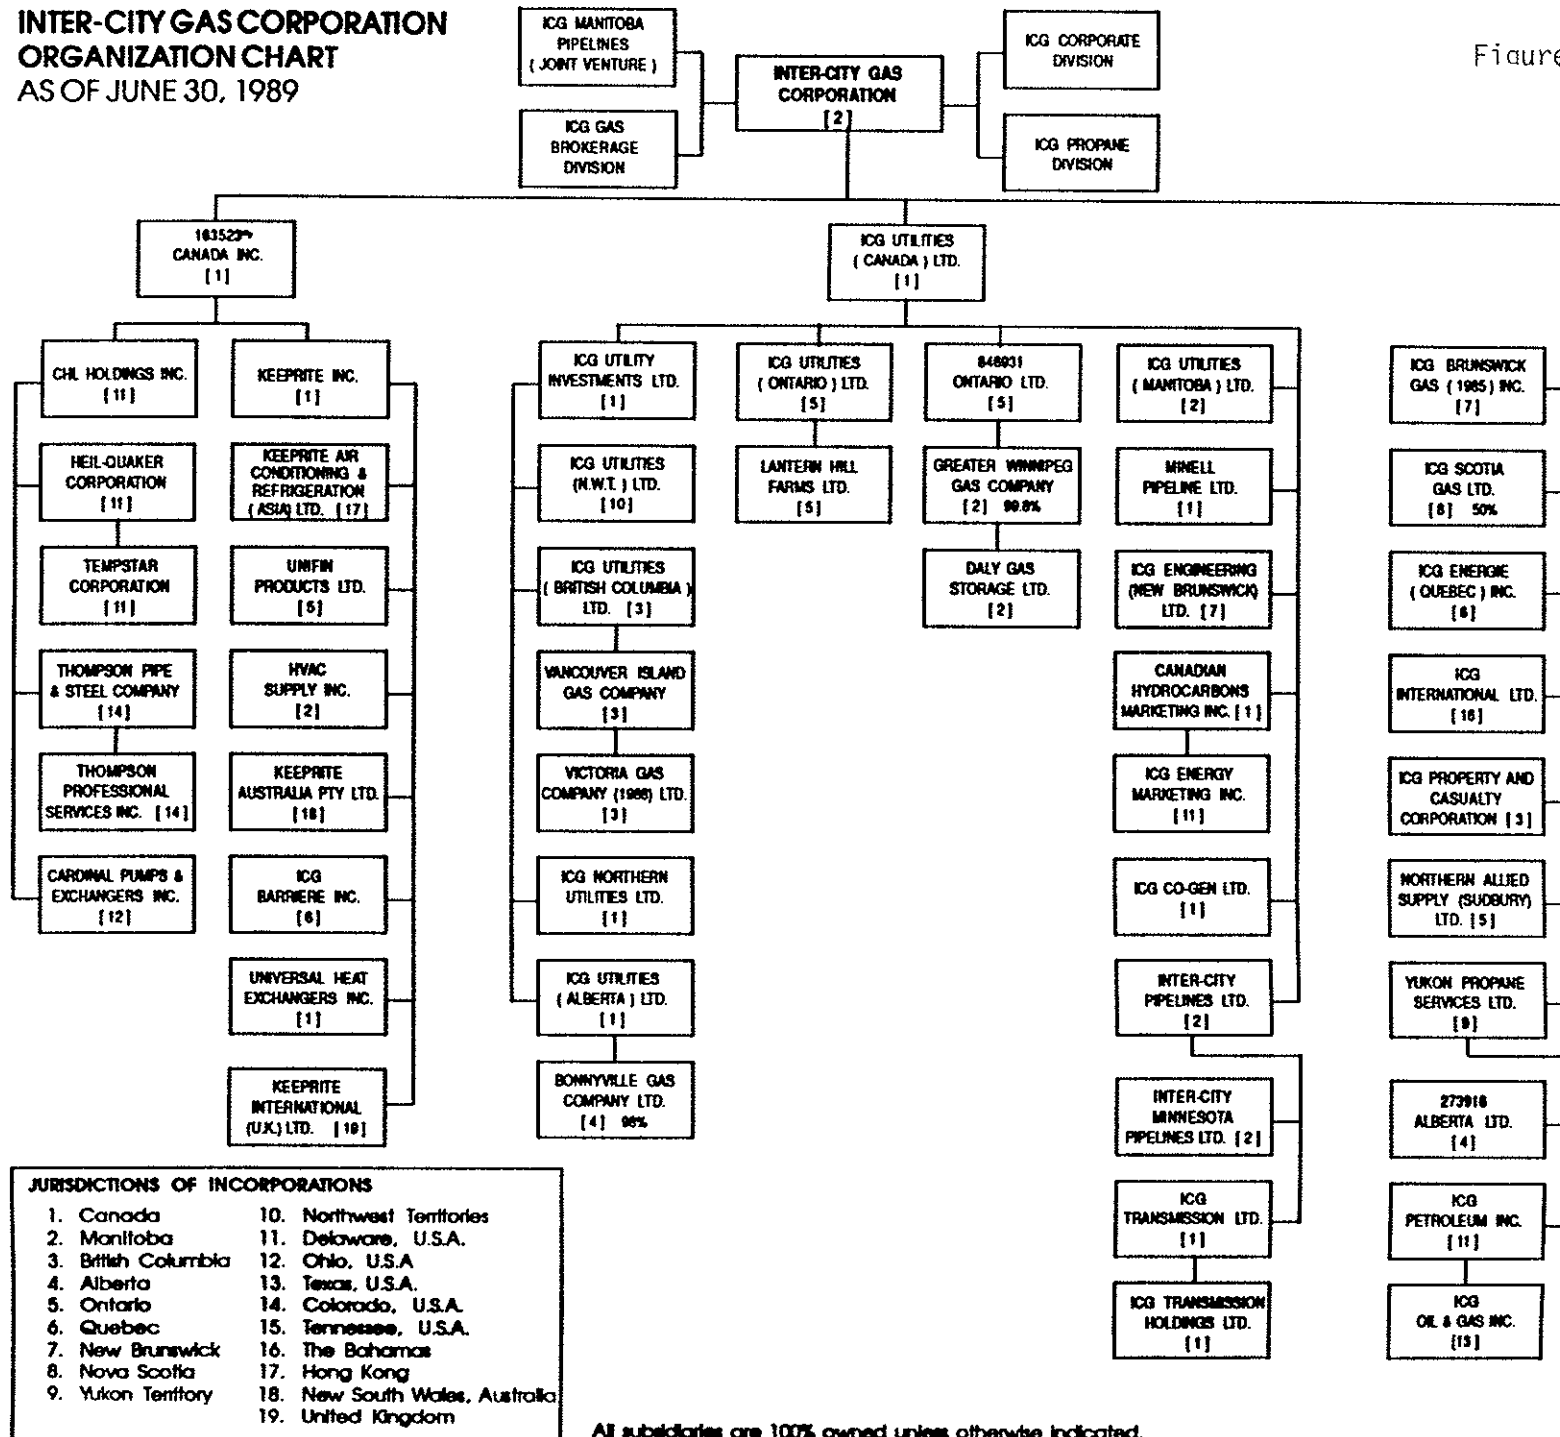 INTER-CITY GAS CORPORATION
ORGANIZATION CHART
AS OF JUNE 30, 1989
Figure
ICG MANITOBA
PIPELINES
( JOINT VENTURE )
ICG GAS
BROKERAGE
DIVISION
INTER-CITY GAS
CORPORATION
[ 2 ]
ICG CORPORATE
DIVISION
ICG PROPANE
DIVISION
CANADA INC.
[ 1 ]
ICG UTILITIES
( CANADA ) LTD.
[ 1 ]
CHL HOLDINGS INC.
[ 11 ]
HEIL-QUAKER
CORPORATION
[ 11 ]
TEMPSTAR
CORPORATION
[ 11 ]
THOMPSON PIPE
& STEEL COMPANY
[ 14 ]
THOMPSON
PROFESSIONAL
SERVICES INC. [ 14 ]
CARDINAL PUMPS &
EXCHANGERS INC.
[ 12 ]
KEEPRITE INC.
[ 1 ]
KEEPRITE AIR
CONDITIONING &
REFRIGERATION
( ASIA) LTD. [ 17 ]
UNIFIN
PRODUCTS LTD.
[ 5 ]
HVAC
SUPPLY INC.
[ 2 ]
KEEPRITE
AUSTRALIA PTY LTD.
[ 18 ]
ICG
BARRIERE INC.
[ 6 ]
UNIVERSAL HEAT
EXCHANGERS INC.
[ 1 ]
KEEPRITE
INTERNATIONAL
(U.K.) LTD. [ 19 ]
ICG UTILITY
INVESTMENTS LTD.
[ 1 ]
ICG UTILITIES
(N.W.T. ) LTD.
[ 10 ]
ICG UTILITIES
( BRITISH COLUMBIA )
LTD. [ 3 ]
VANCOUVER ISLAND
GAS COMPANY
[ 3 ]
VICTORIA GAS
COMPANY (1988) LTD.
[ 3 ]
ICG NORTHERN
UTILITIES LTD.
[ 1 ]
ICG UTILITIES
( ALBERTA ) LTD.
[ 1 ]
BONNYVILLE GAS
COMPANY LTD.
[ 4 ] 98%
ICG UTILITIES
( ONTARIO ) LTD.
[ 5 ]
LANTERN HILL
FARMS LTD.
[ 5 ]
846931
ONTARIO LTD.
[ 5 ]
GREATER WINNIPEG
GAS COMPANY
[ 2 ] 99.8%
DALY GAS
STORAGE LTD.
[ 2 ]
ICG UTILITIES
( MANITOBA ) LTD.
[ 2 ]
MINELL
PIPELINE LTD.
[ 1 ]
ICG ENGINEERING
(NEW BRUNSWICK)
LTD. [ 7 ]
CANADIAN
HYDROCARBONS
MARKETING INC. [ 1 ]
ICG ENERGY
MARKETING INC.
[ 11 ]
ICG CO-GEN LTD.
[ 1 ]
INTER-CITY
PIPELINES LTD.
[ 2 ]
INTER-CITY
MINNESOTA
PIPELINES LTD. [ 2 ]
ICG
TRANSMISSION LTD.
[ 1 ]
ICG TRANSMISSION
HOLDINGS LTD.
[ 1 ]
ICG BRUNSWICK
GAS ( 1985) INC.
[ 7 ]
ICG SCOTIA
GAS LTD.
[ 8 ] 50%
ICG ENERGIE
( QUEBEC ) INC.
[ 6 ]
ICG
INTERNATIONAL LTD.
[ 16 ]
ICG PROPERTY AND
CASUALTY
CORPORATION [ 3 ]
NORTHERN ALLIED
SUPPLY (SUDBURY)
LTD. [ 5 ]
YUKON PROPANE
SERVICES LTD.
[ 9 ]
273918
ALBERTA LTD.
[ 4 ]
ICG
PETROLEUM INC.
[ 11 ]
ICG
OIL & GAS INC.
[13 ]
JURISDICTIONS OF INCORPORATIONS
1. Canada
2. Manitoba
3. British Columbia
4. Alberta
5. Ontario
6. Quebec
7. New Brunswick
8. Nova Scotia
9. Yukon Territory
10. Northwest Territories
11. Delaware, U.S.A.
12. Ohio, U.S.A
13. Texas, U.S.A.
14. Colorado, U.S.A.
15. Tennessee, U.S.A.
16. The Bahamas
17. Hong Kong
18. New South Wales, Australia
19. United Kingdom
All subsidiaries are 100% owned unless otherwise indicated.